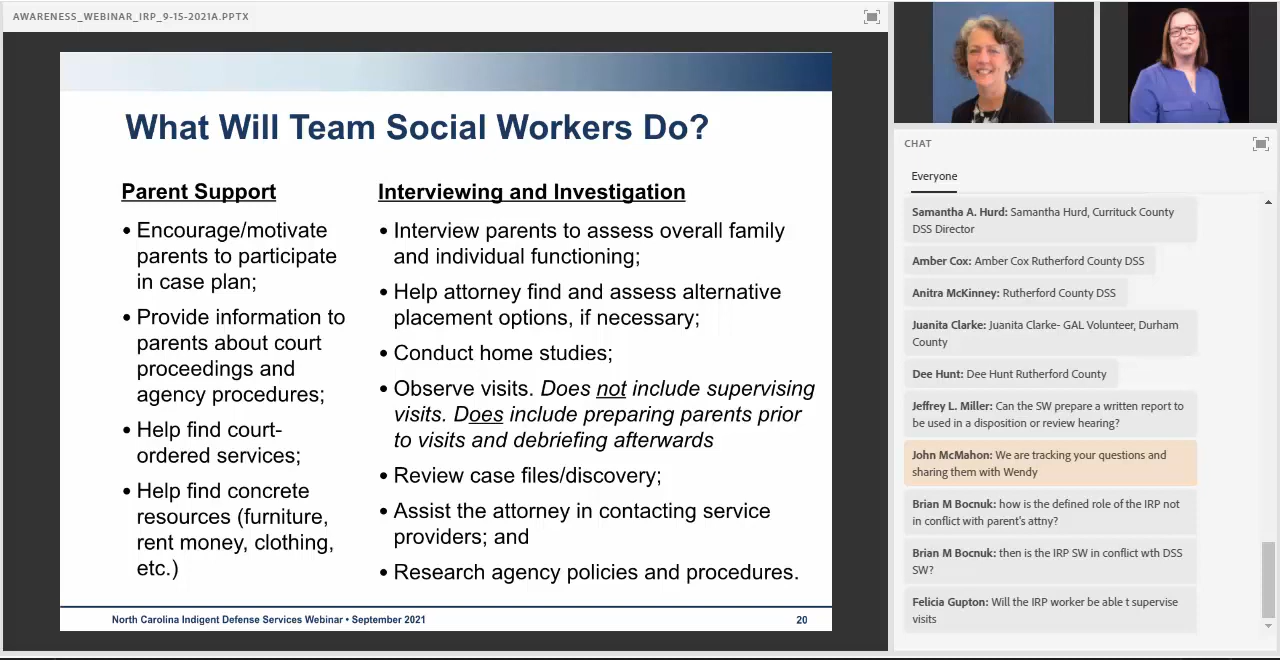 AWARENESS_WEBINAR_IRP_9-15-2021A.PPTX
What Will Team Social Workers Do?
Parent Support
• Encourage/motivate
parents to participate
in case plan;
• Provide information to
parents about court
proceedings and
agency procedures;
• Help find court-
ordered services;
• Help find concrete
resources (furniture,
rent money, clothing,
etc.)
Interviewing and Investigation
• Interview parents to assess overall family
and individual functioning;
• Help attorney find and assess alternative
placement options, if necessary;
• Conduct home studies;
• Observe visits. Does not include supervising
visits. Does include preparing parents prior
to visits and debriefing afterwards
• Review case files/discovery;
• Assist the attorney in contacting service
providers; and
• Research agency policies and procedures.
North Carolina Indigent Defense Services Webinar • September 2021
20
CHAT
Everyone
Samantha A. Hurd: Samantha Hurd, Currituck County
DSS Director
Amber Cox: Amber Cox Rutherford County DSS
Anitra McKinney: Rutherford County DSS
Juanita Clarke: Juanita Clarke- GAL Volunteer, Durham
County
Dee Hunt: Dee Hunt Rutherford County
Jeffrey L. Miller: Can the SW prepare a written report to
be used in a disposition or review hearing?
John McMahon: We are tracking your questions and
sharing them with Wendy
Brian M Bocnuk: how is the defined role of the IRP not
in conflict with parent's attny?
Brian M Bocnuk: then is the IRP SW in conflict wth DSS
SW?
Felicia Gupton: Will the IRP worker be able t supervise
visits